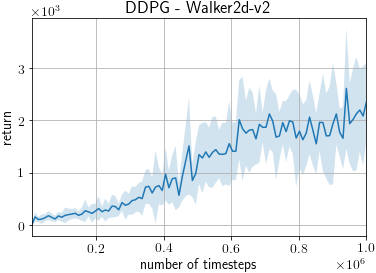 DDPG - Walker2d-v2
×10³
3
2
1
0
return
0.2 0.4 0.6 0.8 1.0
number of timesteps ×10⁶